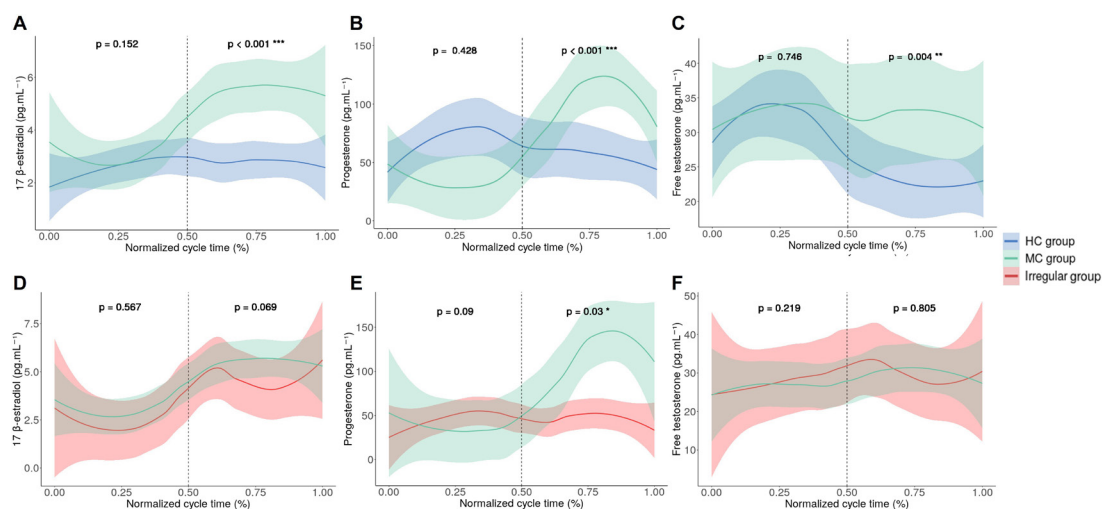 A
B
C
p = 0.152
p < 0.001 ***
p = 0.428
p < 0.001 ***
p = 0.746
p = 0.004 **
17 β-estradiol (pg.mL⁻¹)
6
4
2
0.00 0.25 0.50 0.75 1.00
Normalized cycle time (%)
Progesterone (pg.mL⁻¹)
150
100
50
0
0.00 0.25 0.50 0.75 1.00
Normalized cycle time (%)
Free testosterone (pg.mL⁻¹)
40
35
30
25
20
0.00 0.25 0.50 0.75 1.00
Normalized cycle time (%)
HC group
MC group
Irregular group
D
E
F
p = 0.567
p = 0.069
p = 0.09
p = 0.03 *
p = 0.219
p = 0.805
17 β-estradiol (pg.mL⁻¹)
7.5
5.0
2.5
0.0
0.00 0.25 0.50 0.75 1.00
Normalized cycle time (%)
Progesterone (pg.mL⁻¹)
150
100
50
0
0.00 0.25 0.50 0.75 1.00
Normalized cycle time (%)
Free testosterone (pg.mL⁻¹)
50
40
30
20
10
0
0.00 0.25 0.50 0.75 1.00
Normalized cycle time (%)